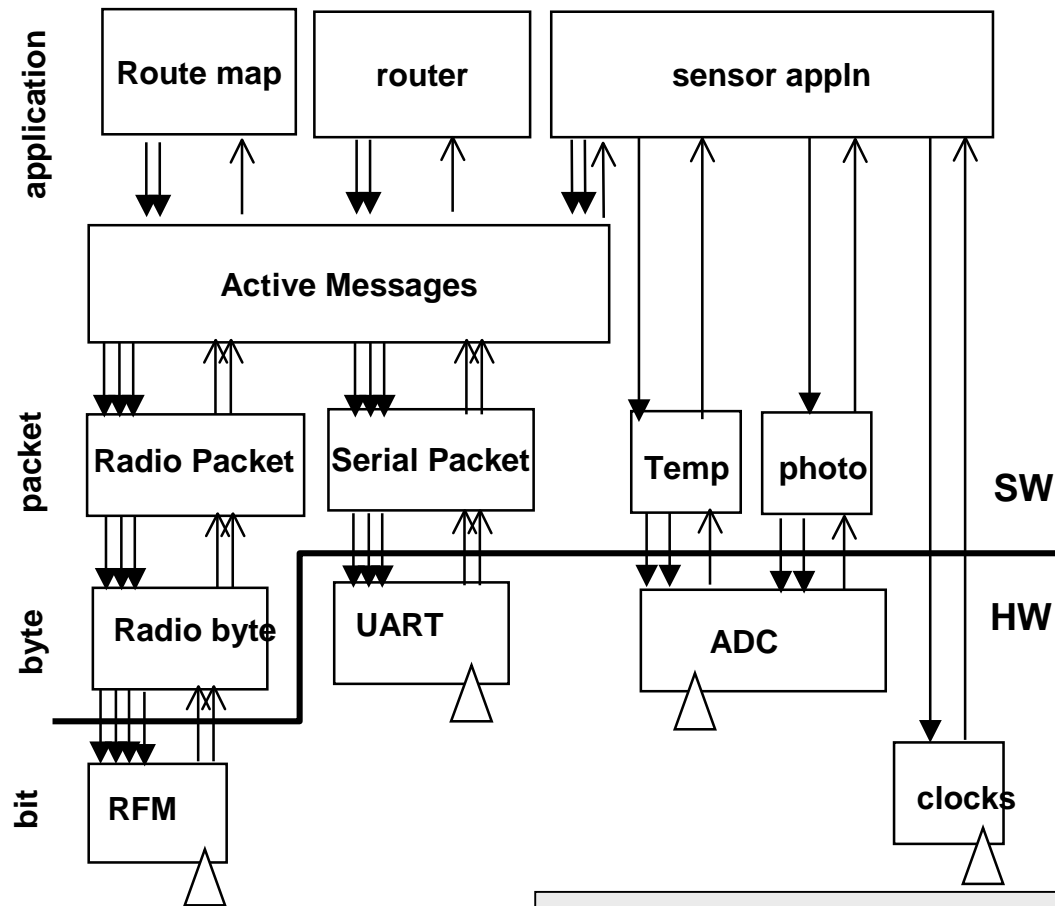 application
Route map
router
sensor appln
Active Messages
packet
Radio Packet
Serial Packet
Temp
photo
SW
byte
Radio byte
UART
ADC
HW
bit
RFM
clocks